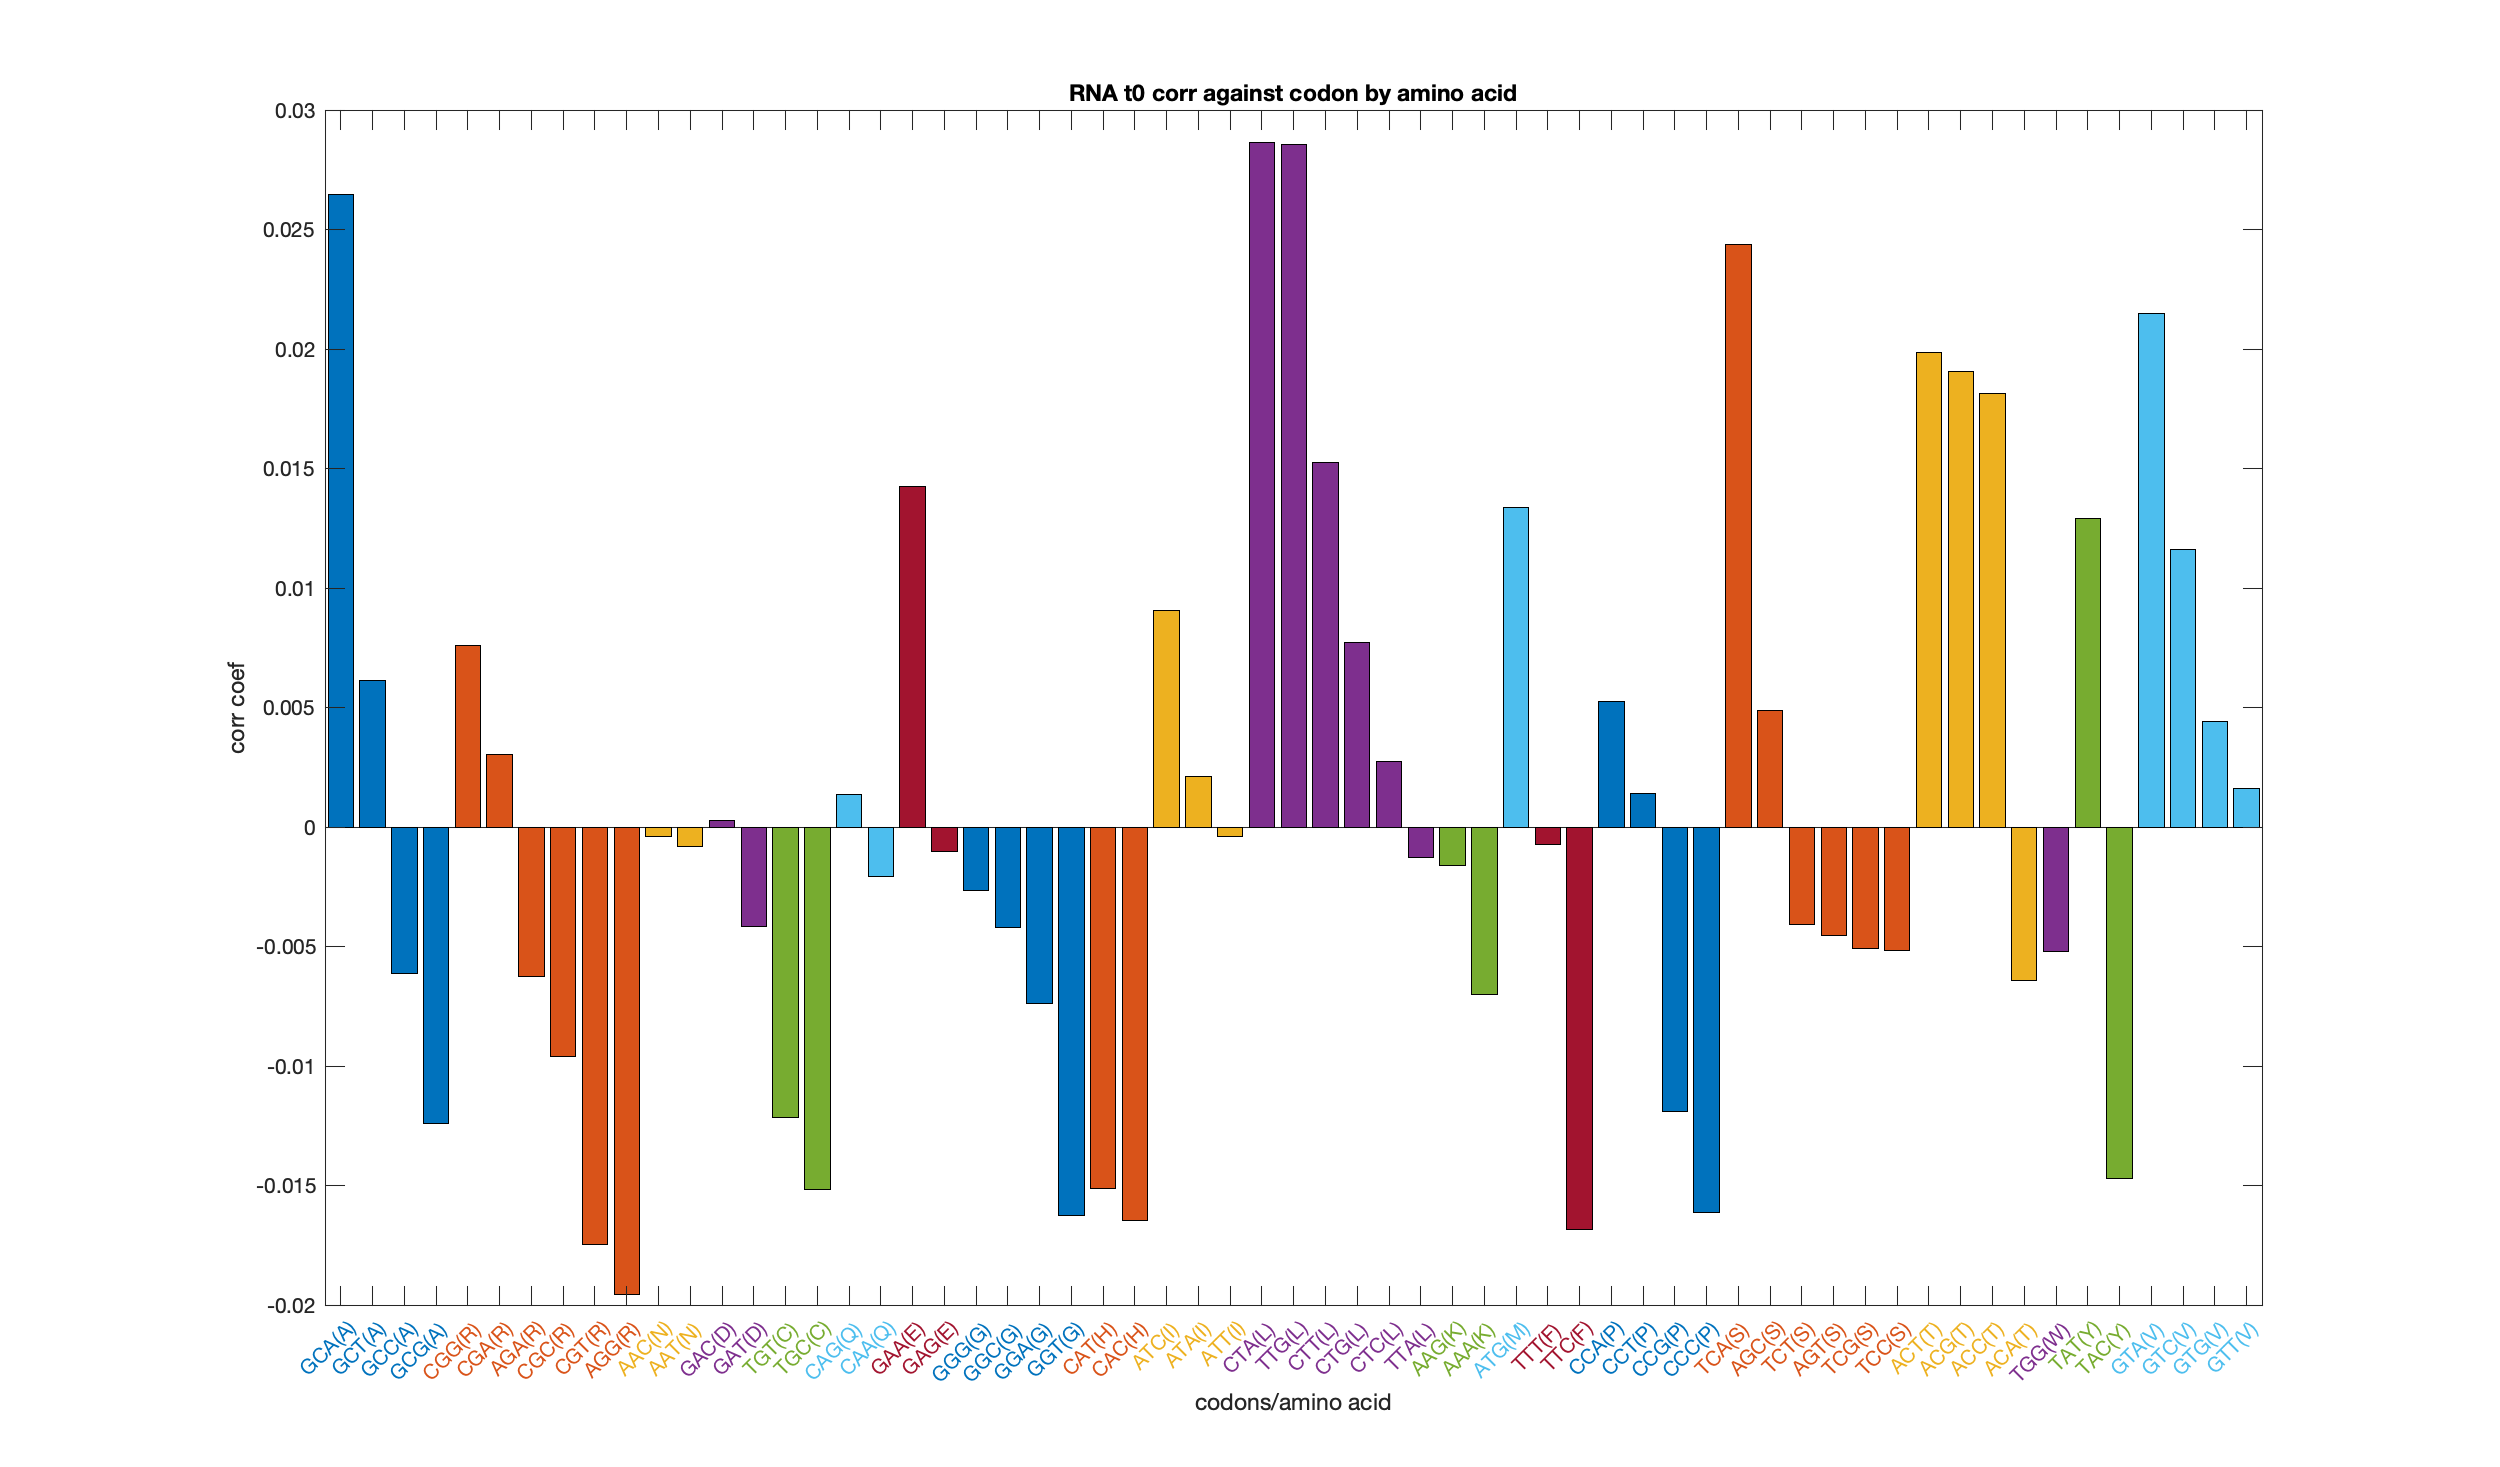 RNA t0 corr against codon by amino acid
0.03
0.025
0.02
0.015
0.01
0.005
0
-0.005
-0.01
-0.015
-0.02
corr coef
GCA(A)
GCT(A)
GCC(A)
GCG(A)
CGG(R)
CGA(R)
AGA(R)
CGC(R)
CGT(R)
AGG(R)
AAC(N)
AAT(N)
GAC(D)
GAT(D)
TGT(C)
TGC(C)
CAG(Q)
CAA(Q)
GAA(E)
GAG(E)
GGG(G)
GGC(G)
GGA(G)
GGT(G)
CAT(H)
CAC(H)
ATC(I)
ATA(I)
ATT(I)
CTA(L)
TTG(L)
CTT(L)
CTG(L)
CTC(L)
TTA(L)
AAG(K)
AAA(K)
ATG(M)
TTT(F)
TTC(F)
CCA(P)
CCT(P)
CCG(P)
CCC(P)
TCA(S)
AGC(S)
TCT(S)
AGT(S)
TCG(S)
TCC(S)
ACT(T)
ACG(T)
ACC(T)
ACA(T)
TGG(W)
TAT(Y)
TAC(Y)
GTA(V)
GTC(V)
GTG(V)
GTT(V)
codons/amino acid